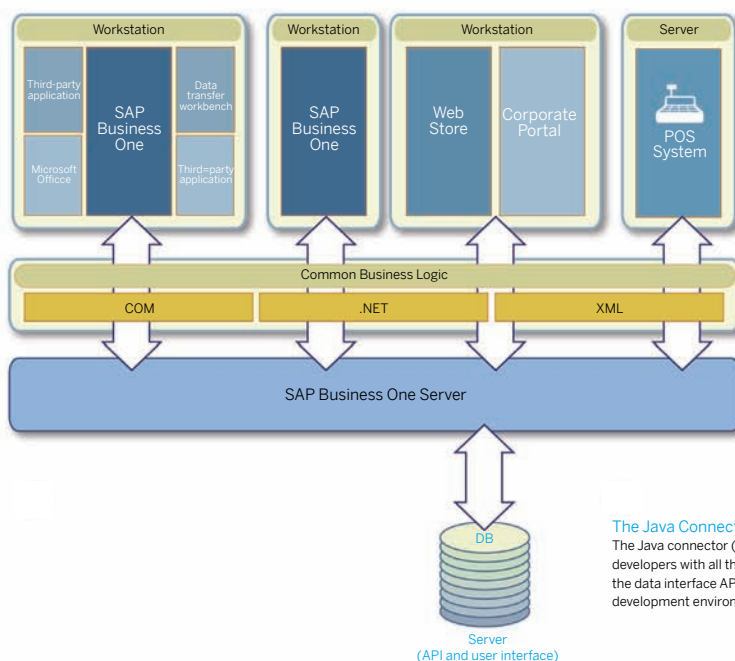 Workstation
Workstation
Workstation
Server
Third-party
application
SAP
Business
One
Data
transfer
workbench
Microsoft
Officce
Third=party
application
SAP
Business
One
Web
Store
Corporate
Portal
POS
System
Common Business Logic
COM
.NET
XML
SAP Business One Server
DB
Server
(API and user interface)
The Java Connect
The Java connector (
developers with all th
the data interface AP
development environ